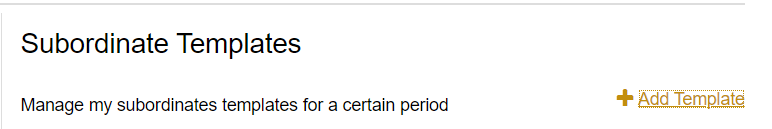 Subordinate Templates
Manage my subordinates templates for a certain period
Add Template